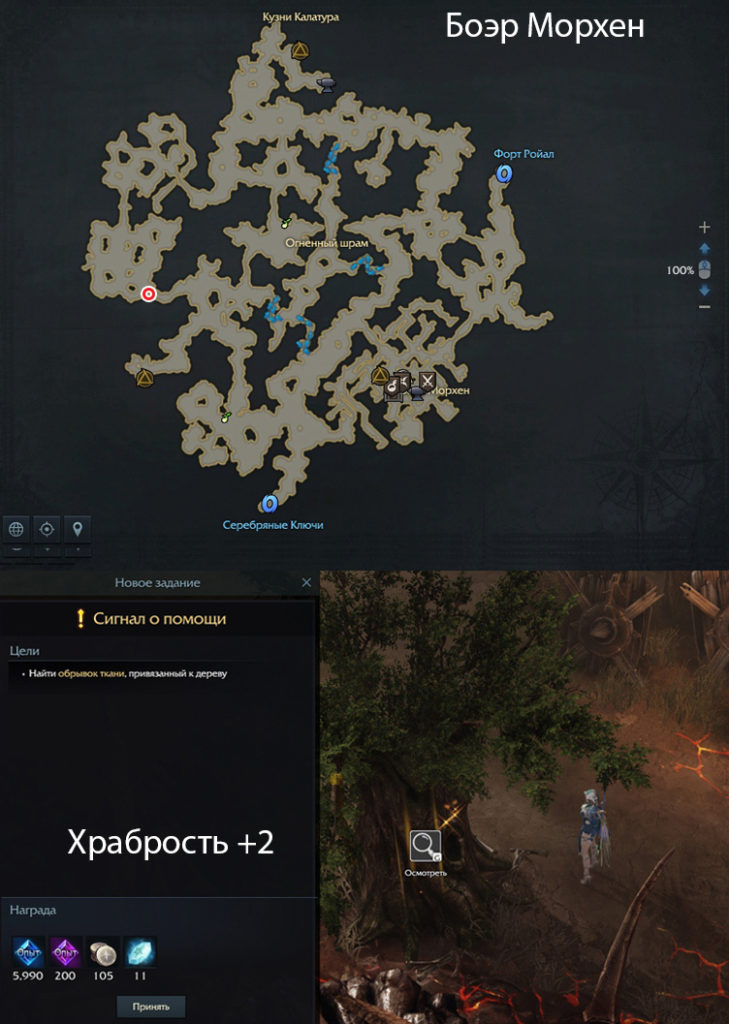 Кузни Калатура
Боэр Морхен
Форт Ройал
Огненный шрам
100%
Морхен
Серебряные Ключи
Новое задание
Сигнал о помощи
Цели
• Найти обрывок ткани, привязанный к дереву
Храбрость +2
Осмотреть
Награда
Опыт Опыт
5,990 200 105 11
Принять